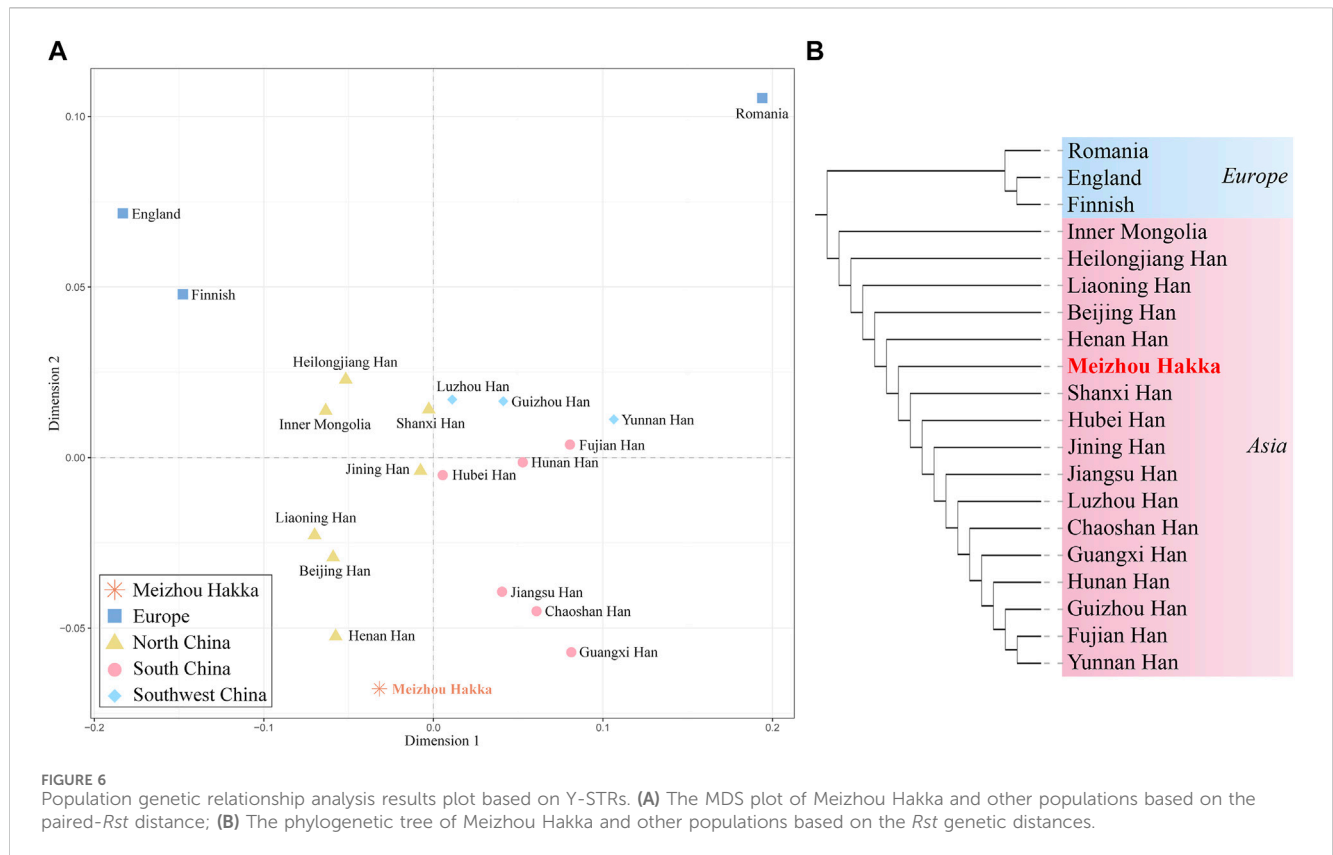 A
B
0.10
0.05
0.00
−0.05
Dimension 2
−0.2
−0.1
0.0
0.1
0.2
Dimension 1
Romania
England
Finnish
Heilongjiang Han
Inner Mongolia
Shanxi Han
Luzhou Han
Guizhou Han
Yunnan Han
Fujian Han
Hunan Han
Jining Han
Hubei Han
Liaoning Han
Beijing Han
Jiangsu Han
Chaoshan Han
Henan Han
Guangxi Han
Meizhou Hakka
Meizhou Hakka
Europe
North China
South China
Southwest China
Romania
England
Finnish
Europe
Inner Mongolia
Heilongjiang Han
Liaoning Han
Beijing Han
Henan Han
Meizhou Hakka
Shanxi Han
Hubei Han
Jining Han
Asia
Jiangsu Han
Luzhou Han
Chaoshan Han
Guangxi Han
Hunan Han
Guizhou Han
Fujian Han
Yunnan Han
FIGURE 6
Population genetic relationship analysis results plot based on Y-STRs. (A) The MDS plot of Meizhou Hakka and other populations based on the
paired-Rst distance; (B) The phylogenetic tree of Meizhou Hakka and other populations based on the Rst genetic distances.